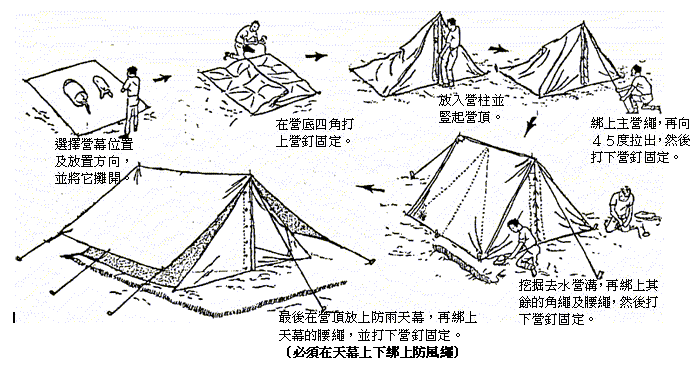 選擇營幕位置
及放置方向，
並將它攤開。
在營底四角打
上營釘固定。
放入營柱並
豎起營頂。
綁上主營繩，再向
４５度拉出，然後
打下營釘固定。
挖掘去水營溝，再綁上其
餘的角繩及腰繩，然後打
下營釘固定。
最後在營頂放上防雨天幕，再綁上
天幕的腰繩，並打下營釘固定。
（必須在天幕上下綁上防風繩）